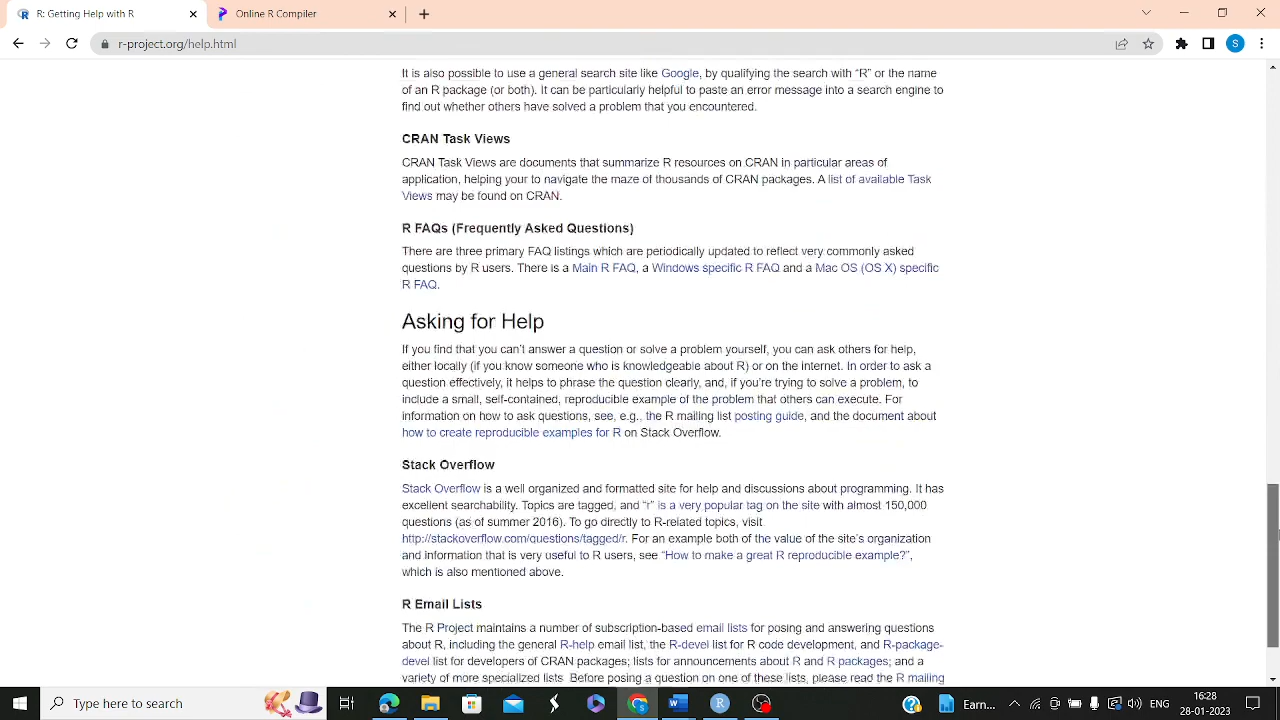 R: Getting Help with R
Online R Compiler
r-project.org/help.html
S
It is also possible to use a general search site like Google, by qualifying the search with “R” or the name
of an R package (or both). It can be particularly helpful to paste an error message into a search engine to
find out whether others have solved a problem that you encountered.
CRAN Task Views
CRAN Task Views are documents that summarize R resources on CRAN in particular areas of
application, helping your to navigate the maze of thousands of CRAN packages. A list of available Task
Views may be found on CRAN.
R FAQs (Frequently Asked Questions)
There are three primary FAQ listings which are periodically updated to reflect very commonly asked
questions by R users. There is a Main R FAQ, a Windows specific R FAQ and a Mac OS (OS X) specific
R FAQ.
Asking for Help
If you find that you can’t answer a question or solve a problem yourself, you can ask others for help,
either locally (if you know someone who is knowledgeable about R) or on the internet. In order to ask a
question effectively, it helps to phrase the question clearly, and, if you’re trying to solve a problem, to
include a small, self-contained, reproducible example of the problem that others can execute. For
information on how to ask questions, see, e.g., the R mailing list posting guide, and the document about
how to create reproducible examples for R on Stack Overflow.
Stack Overflow
Stack Overflow is a well organized and formatted site for help and discussions about programming. It has
excellent searchability. Topics are tagged, and “r” is a very popular tag on the site with almost 150,000
questions (as of summer 2016). To go directly to R-related topics, visit
http://stackoverflow.com/questions/tagged/r. For an example both of the value of the site’s organization
and information that is very useful to R users, see “How to make a great R reproducible example?”,
which is also mentioned above.
R Email Lists
The R Project maintains a number of subscription-based email lists for posting and answering questions
about R, including the general R-help email list, the R-devel list for R code development, and R-package-
devel list for developers of CRAN packages; lists for announcements about R and R packages; and a
variety of more specialized lists. Before posting a question on one of these lists, please read the R mailing
Type here to search
Earn...
ENG
16:28
28-01-2023